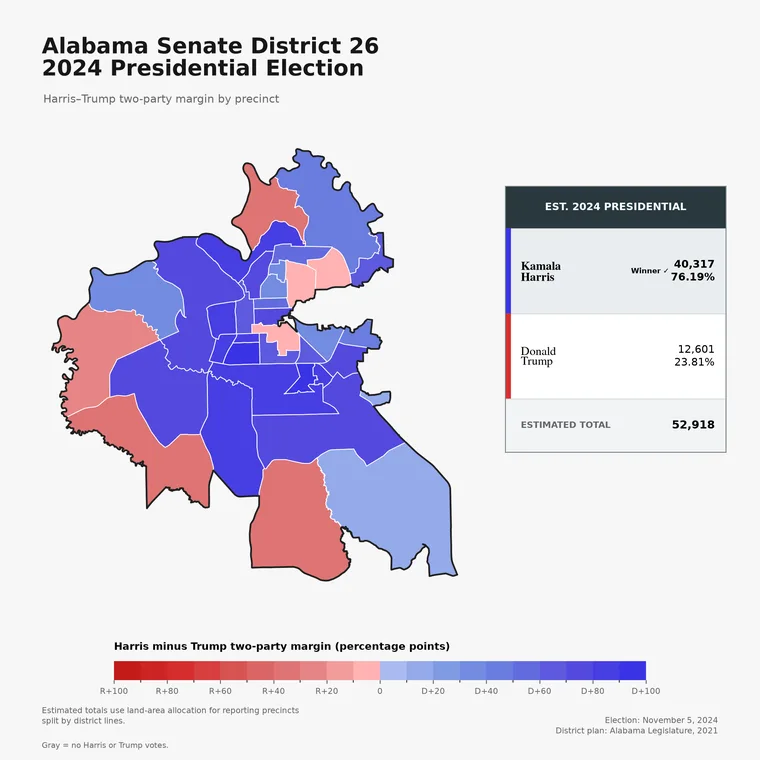 Alabama Senate District 26
2024 Presidential Election
Harris–Trump two-party margin by precinct
EST. 2024 PRESIDENTIAL
Kamala
Harris
Winner ✓
40,317
76.19%
Donald
Trump
12,601
23.81%
ESTIMATED TOTAL
52,918
Harris minus Trump two-party margin (percentage points)
R+100 R+80 R+60 R+40 R+20 0 D+20 D+40 D+60 D+80 D+100
Estimated totals use land-area allocation for reporting precincts
split by district lines.
Gray = no Harris or Trump votes.
Election: November 5, 2024
District plan: Alabama Legislature, 2021